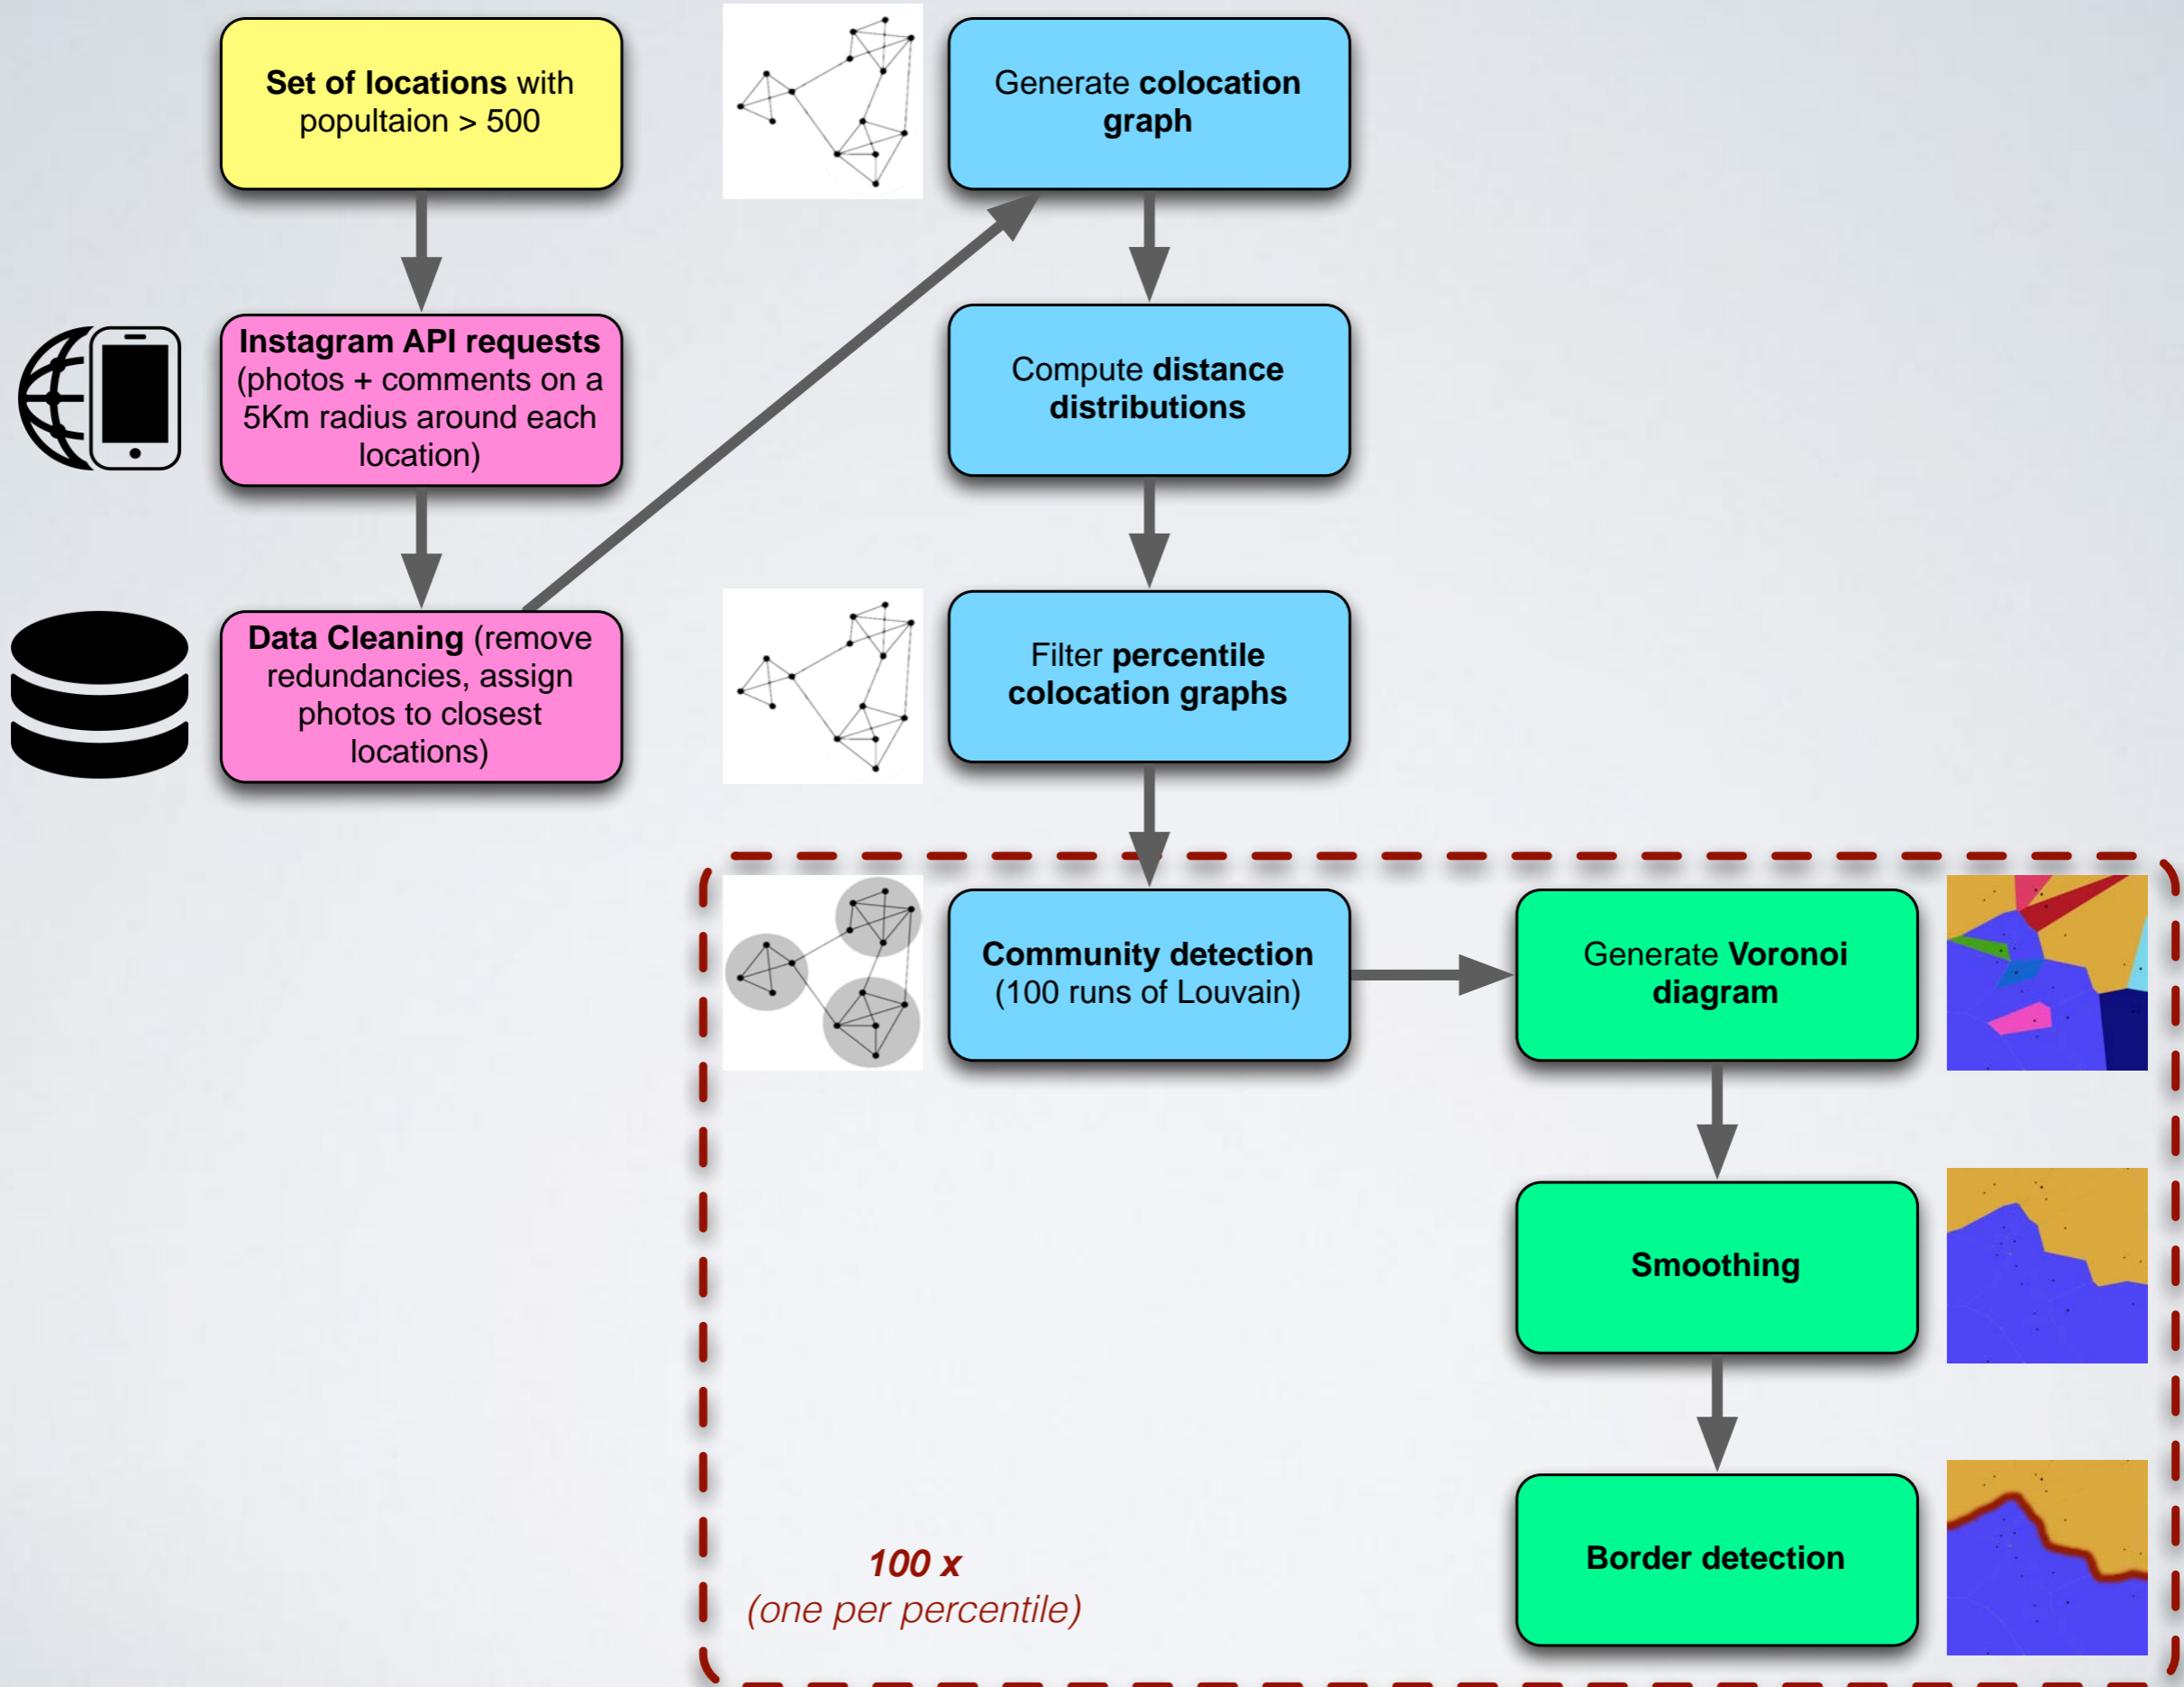 Set of locations with
popultaion > 500
Instagram API requests
(photos + comments on a
5Km radius around each
location)
Data Cleaning (remove
redundancies, assign
photos to closest
locations)
Generate colocation
graph
Compute distance
distributions
Filter percentile
colocation graphs
Community detection
(100 runs of Louvain)
Generate Voronoi
diagram
Smoothing
Border detection
100 x
(one per percentile)